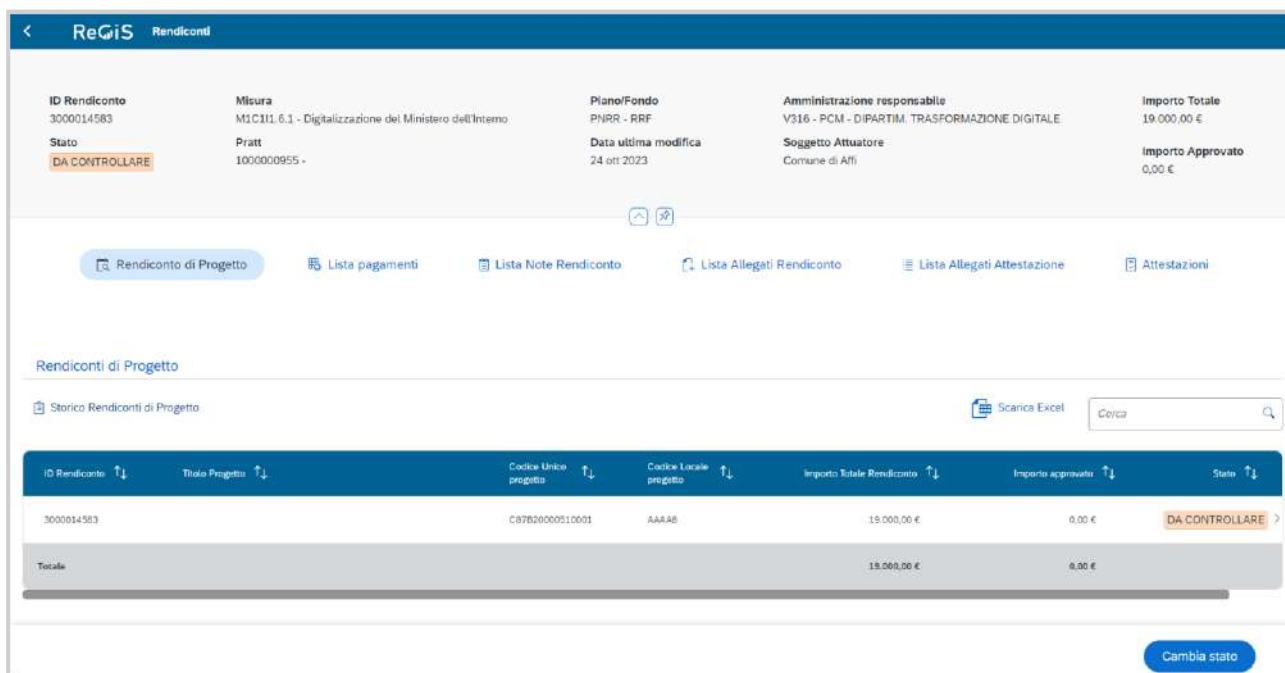 ReGiS Rendiconti
ID Rendiconto Misura Piano/Fondo Amministrazione responsabile Importo Totale
3000014583 M1C1I1.6.1 - Digitalizzazione del Ministero dell'Interno PNRR - RRF V316 - PCM - DIPARTIM. TRASFORMAZIONE DIGITALE 19.000,00 €
Stato Pratt Data ultima modifica Soggetto Attuatore Importo Approvato
DA CONTROLLARE 1000000955 - 24 ott 2023 Comune di Affi 0,00 €
Rendiconto di Progetto Lista pagamenti Lista Note Rendiconto Lista Allegati Rendiconto Lista Allegati Attestazione Attestazioni
Rendiconti di Progetto
Storico Rendiconti di Progetto Scarica Excel Cerca
ID Rendiconto Titolo Progetto Codice Unico progetto Codice Locale progetto Importo Totale Rendiconto Importo approvato Stato
3000014583 C87B20000510001 AAAA8 19.000,00 € 0,00 € DA CONTROLLARE
Totale 19.000,00 € 0,00 €
Cambia stato